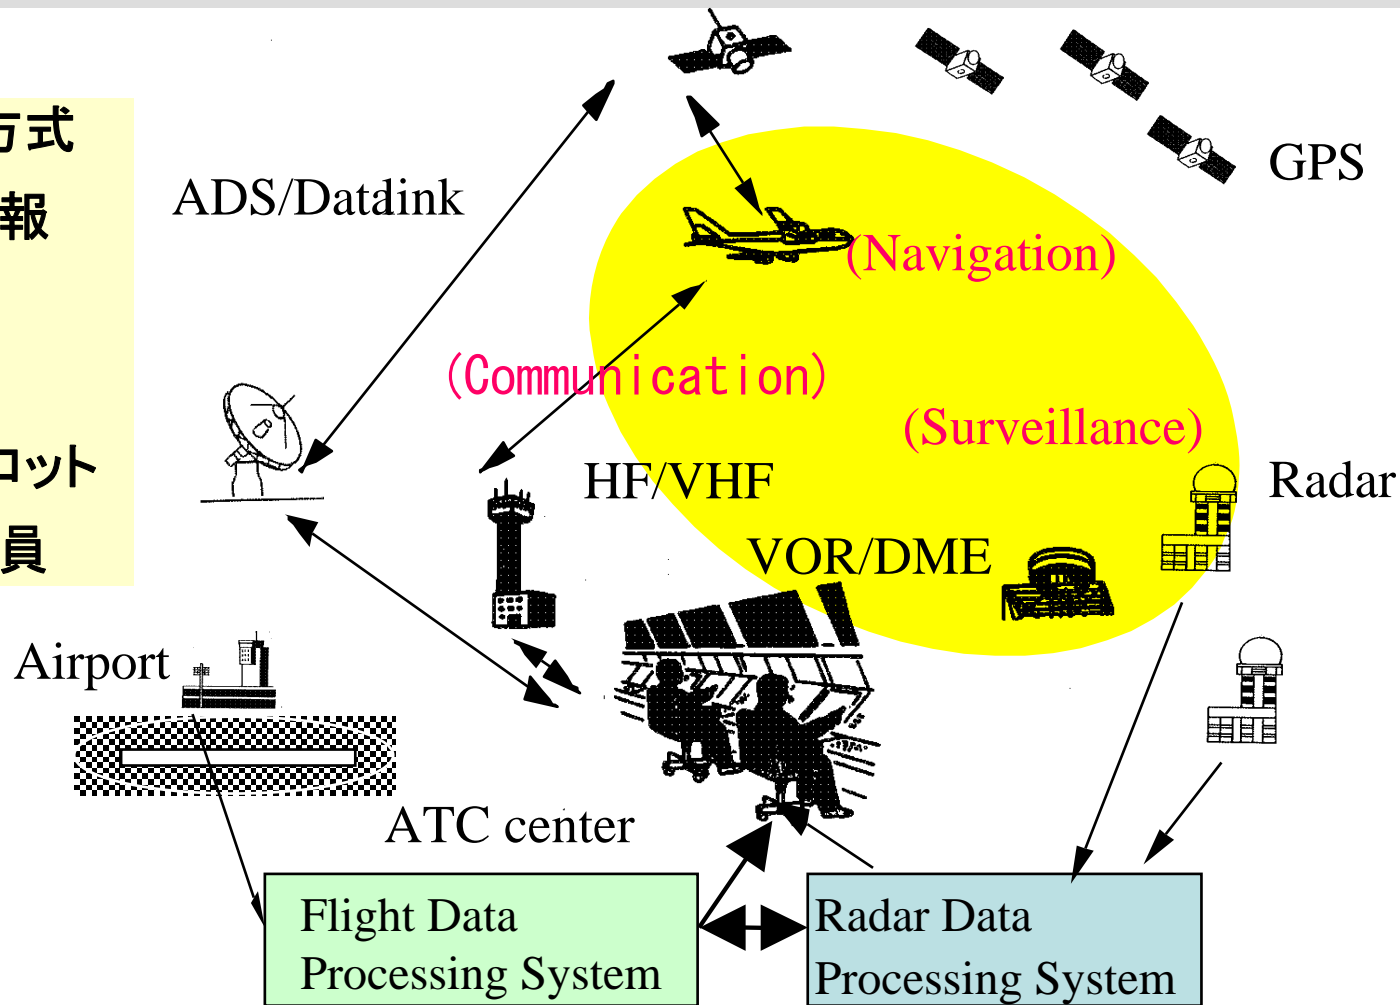 方式
報
ロット
員
ADS/Datalink
GPS
(Navigation)
(Communication)
(Surveillance)
HF/VHF
Radar
VOR/DME
Airport
ATC center
Flight Data
Processing System
Radar Data
Processing System